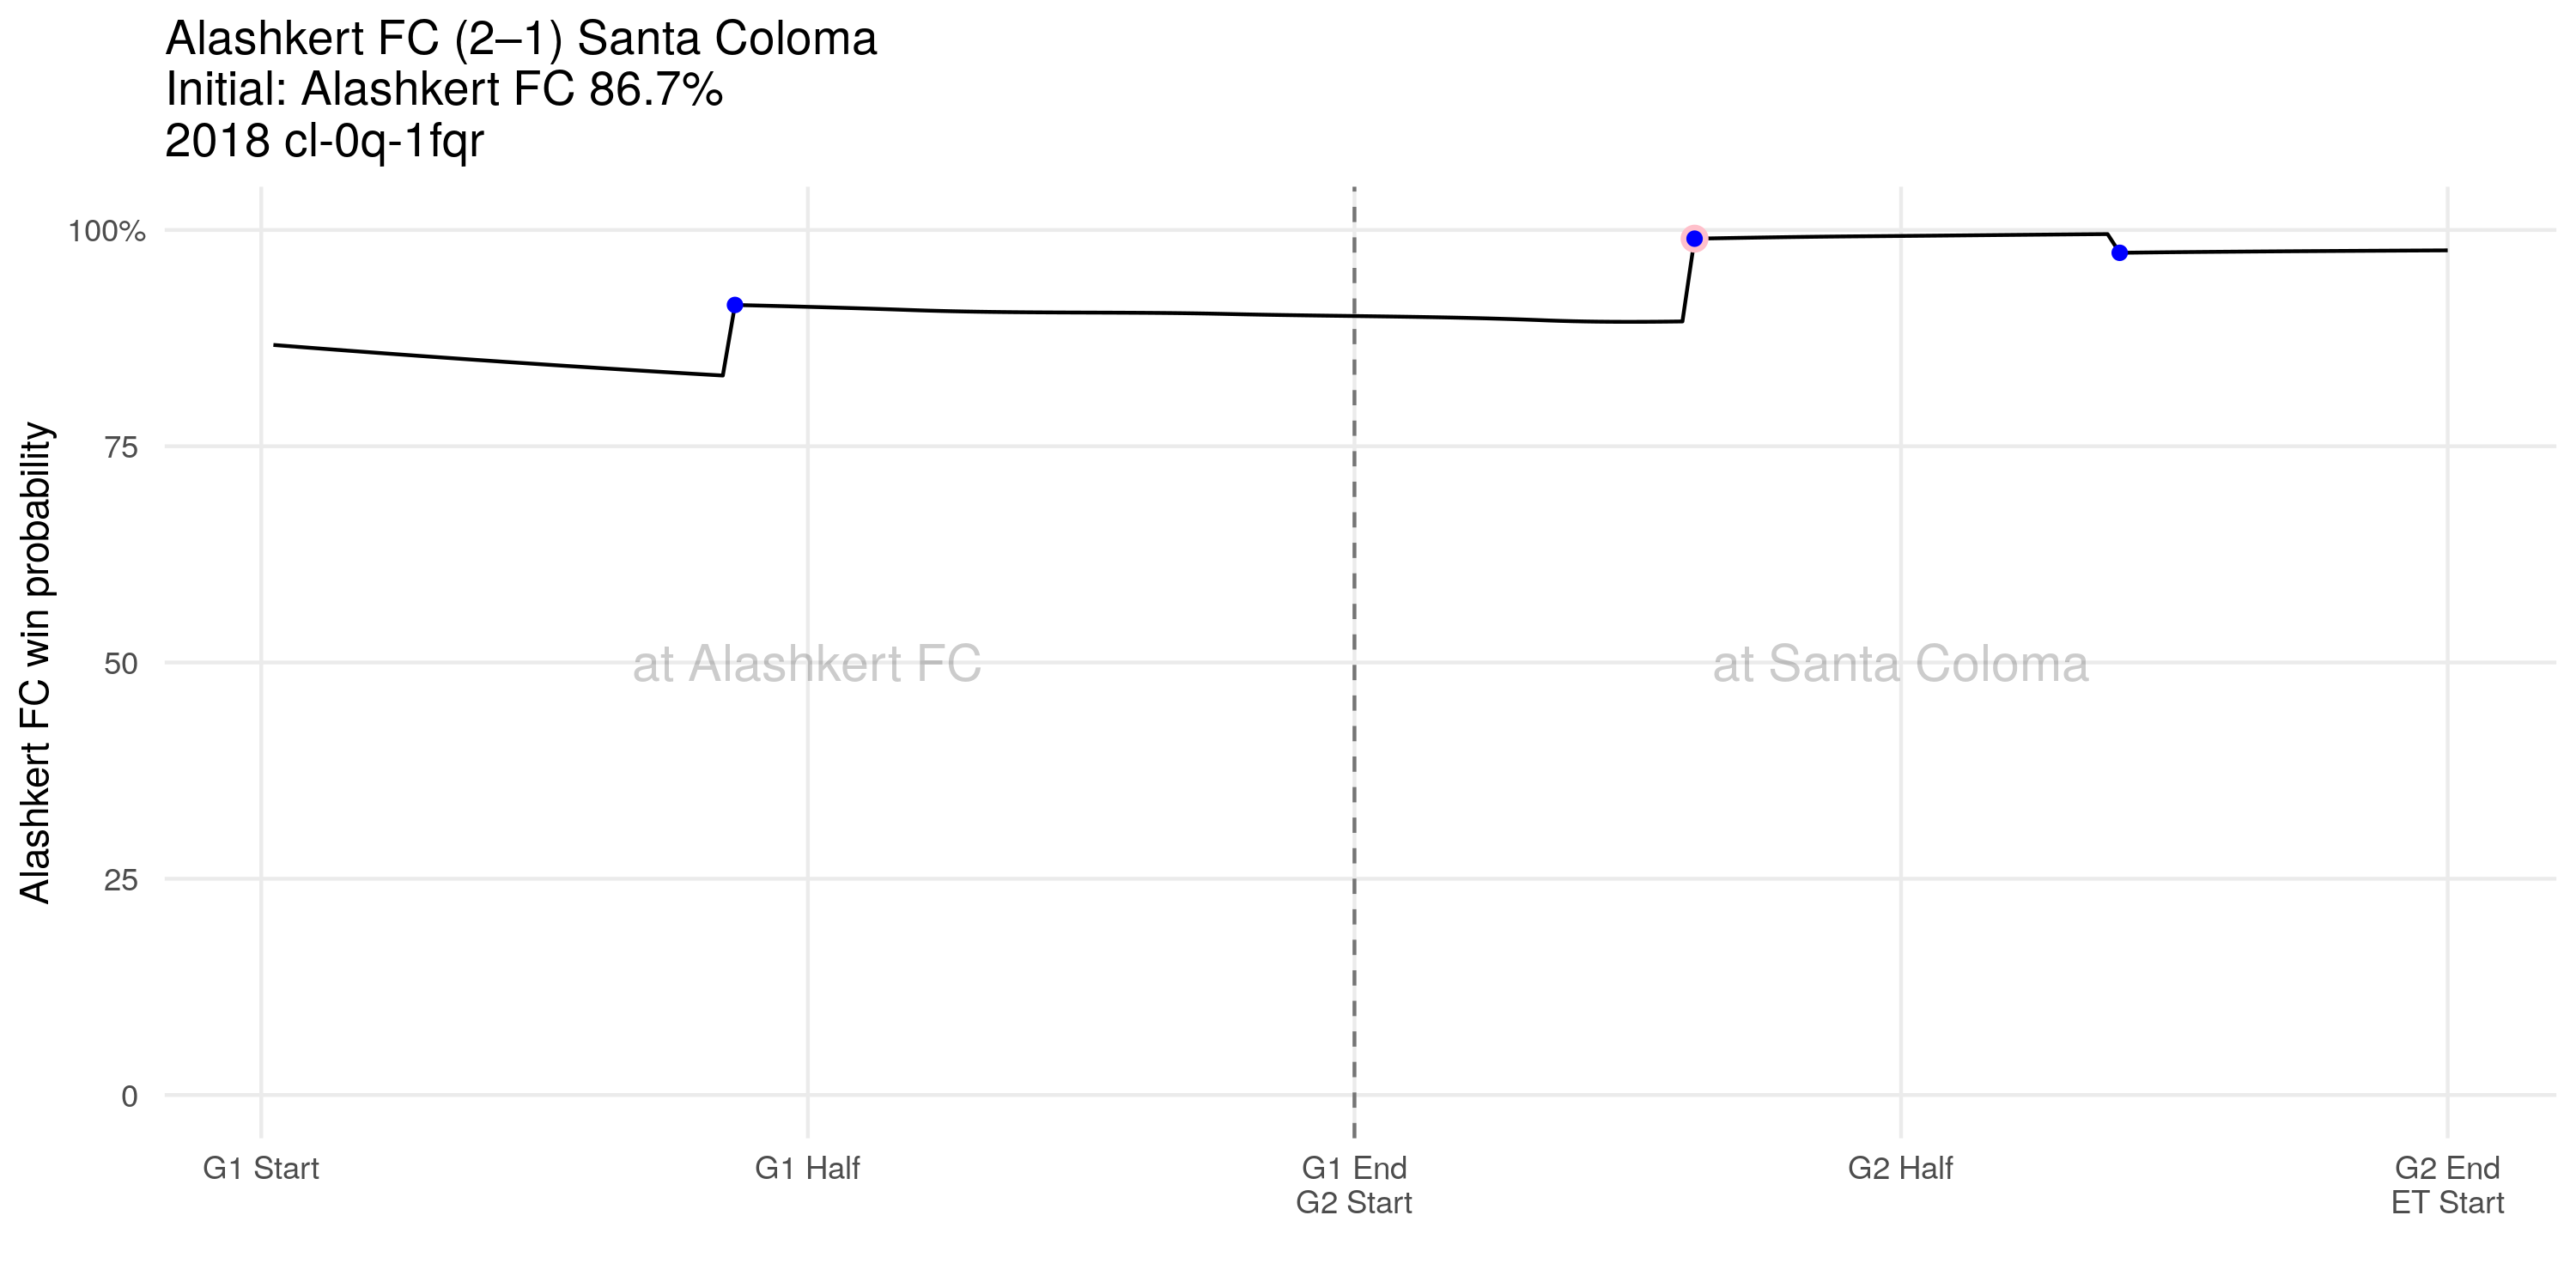 Alashkert FC (2–1) Santa Coloma
Initial: Alashkert FC 86.7%
2018 cl-0q-1fqr
Alashkert FC win probability
100%
75
50
25
0
at Alashkert FC
at Santa Coloma
G1 Start
G1 Half
G1 End
G2 Start
G2 Half
G2 End
ET Start